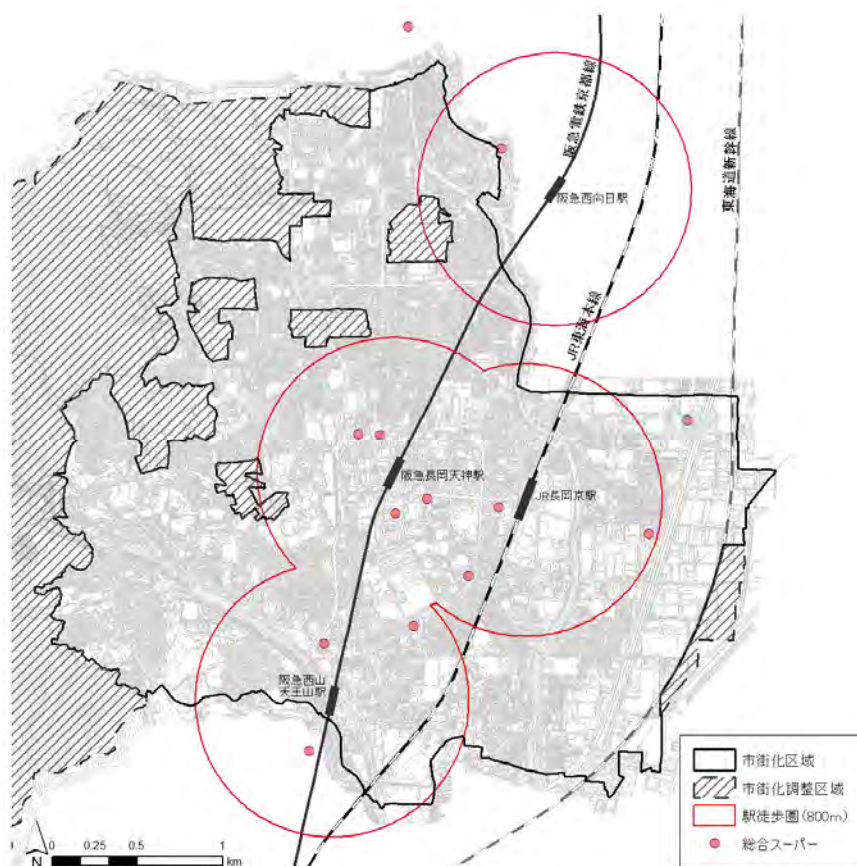 阪急電鉄京都線
東海道新幹線
阪急西向日駅
JR東海本線
阪急長岡天神駅
JR長岡京駅
阪急西山
天王山駅
市街化区域
市街化調整区域
駅徒歩圏(800m)
総合スーパー
N
0 0.25 0.5 1
km